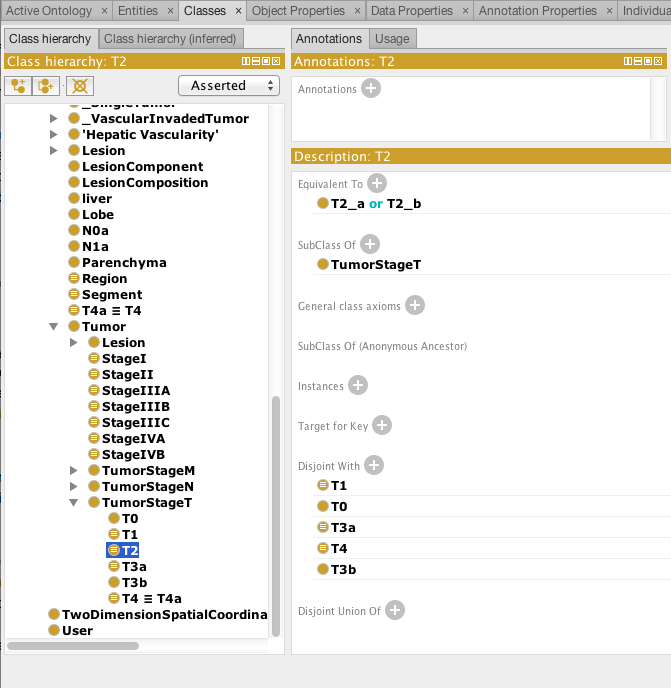 Active Ontology × Entities × Classes × Object Properties × Data Properties × Annotation Properties × Individua
Class hierarchy Class hierarchy (inferred)
Class hierarchy: T2
Asserted
_SingleTumor
_VascularInvadedTumor
'Hepatic Vascularity'
Lesion
LesionComponent
LesionComposition
liver
Lobe
N0a
N1a
Parenchyma
Region
Segment
T4a ≡ T4
Tumor
Lesion
StageI
StageII
StageIIIA
StageIIIB
StageIIIC
StageIVA
StageIVB
TumorStageM
TumorStageN
TumorStageT
T0
T1
T2
T3a
T3b
T4 ≡ T4a
TwoDimensionSpatialCoordina
User
Annotations Usage
Annotations: T2
Annotations
Description: T2
Equivalent To
T2_a or T2_b
SubClass Of
TumorStageT
General class axioms
SubClass Of (Anonymous Ancestor)
Instances
Target for Key
Disjoint With
T1
T0
T3a
T4
T3b
Disjoint Union Of